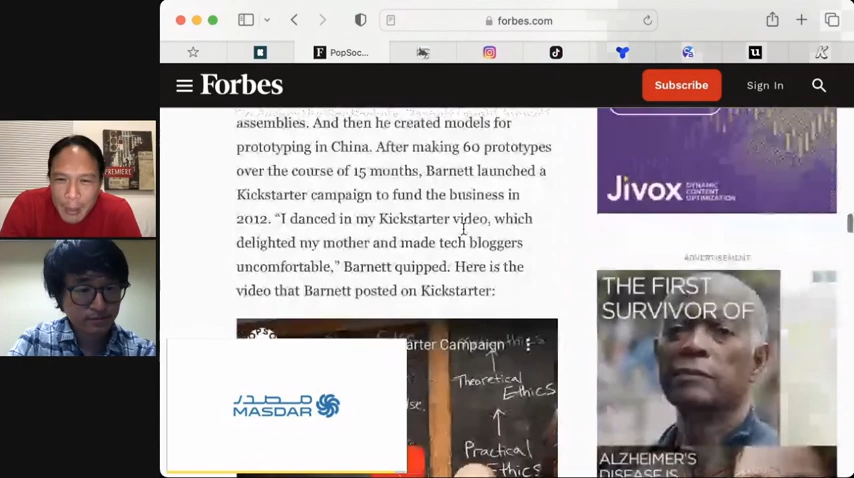 forbes.com
PopSoc...
Forbes
Subscribe
Sign In
PREMIERE
assemblies. And then he created models for
prototyping in China. After making 60 prototypes
over the course of 15 months, Barnett launched a
Kickstarter campaign to fund the business in
2012. “I danced in my Kickstarter video, which
delighted my mother and made tech bloggers
uncomfortable,” Barnett quipped. Here is the
video that Barnett posted on Kickstarter:
arter Campaign
Theoretical
Ethics
Practical
Ethics
مصدر
MASDAR
Jivox
DYNAMIC
CONTENT
OPTIMIZATION
ADVERTISEMENT
THE FIRST
SURVIVOR OF
ALZHEIMER'S
DISEASE IS